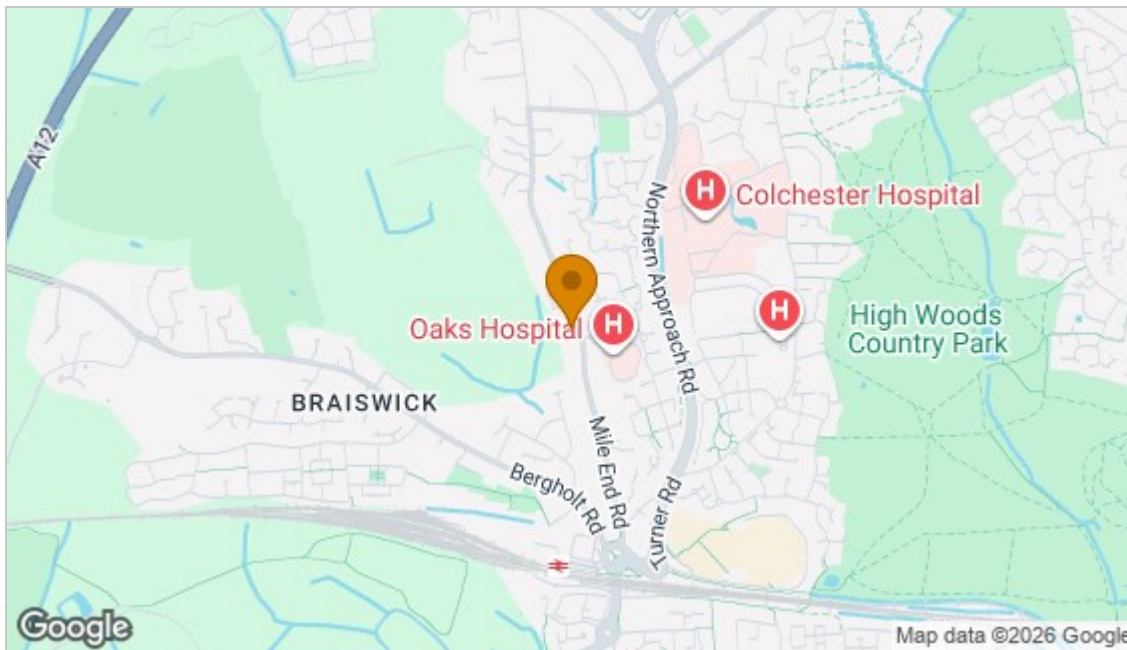 A12
Northern Approach Rd
H
Colchester Hospital
Oaks Hospital
H
H
High Woods
Country Park
BRAISWICK
Mile End Rd
Bergholt Rd
Turner Rd
Google
Map data ©2026 Google